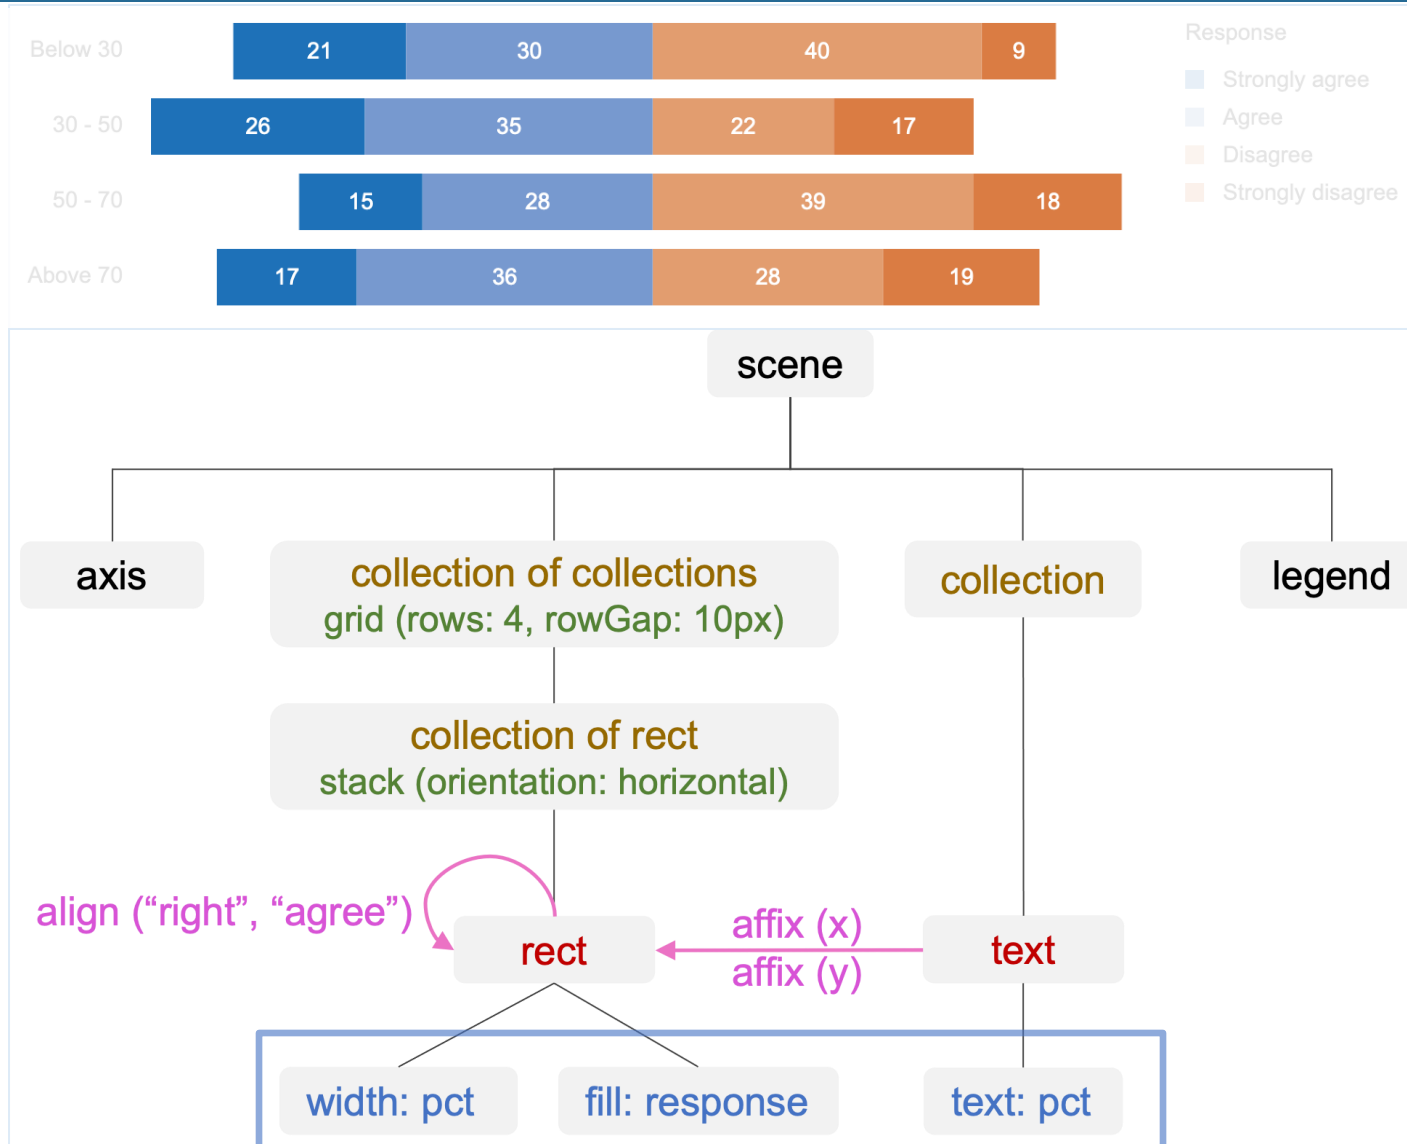 Below 30 21 30 40 9
30 - 50 26 35 22 17
50 - 70 15 28 39 18
Above 70 17 36 28 19
Response
Strongly agree
Agree
Disagree
Strongly disagree
scene
axis
collection of collections
grid (rows: 4, rowGap: 10px)
collection
legend
collection of rect
stack (orientation: horizontal)
align (“right”, “agree”)
rect
affix (x)
affix (y)
text
width: pct
fill: response
text: pct